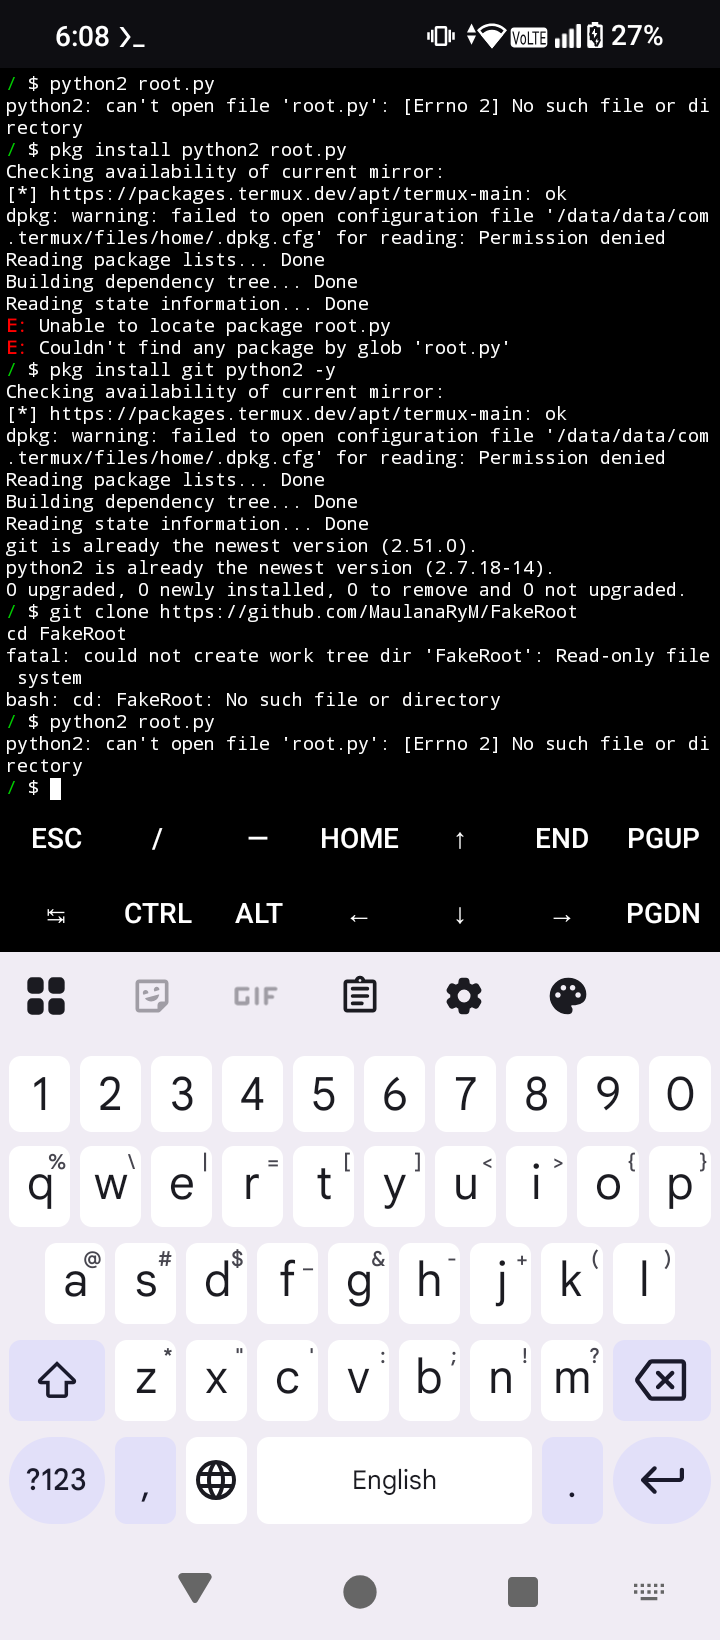 6:08 ❯_ VoLTE 27%
/ $ python2 root.py
python2: can't open file 'root.py': [Errno 2] No such file or di
rectory
/ $ pkg install python2 root.py
Checking availability of current mirror:
[*] https://packages.termux.dev/apt/termux-main: ok
dpkg: warning: failed to open configuration file '/data/data/com
.termux/files/home/.dpkg.cfg' for reading: Permission denied
Reading package lists... Done
Building dependency tree... Done
Reading state information... Done
E: Unable to locate package root.py
E: Couldn't find any package by glob 'root.py'
/ $ pkg install git python2 -y
Checking availability of current mirror:
[*] https://packages.termux.dev/apt/termux-main: ok
dpkg: warning: failed to open configuration file '/data/data/com
.termux/files/home/.dpkg.cfg' for reading: Permission denied
Reading package lists... Done
Building dependency tree... Done
Reading state information... Done
git is already the newest version (2.51.0).
python2 is already the newest version (2.7.18-14).
0 upgraded, 0 newly installed, 0 to remove and 0 not upgraded.
/ $ git clone https://github.com/MaulanaRyM/FakeRoot
cd FakeRoot
fatal: could not create work tree dir 'FakeRoot': Read-only file
 system
bash: cd: FakeRoot: No such file or directory
/ $ python2 root.py
python2: can't open file 'root.py': [Errno 2] No such file or di
rectory
/ $
ESC / — HOME ↑ END PGUP
↹ CTRL ALT ← ↓ → PGDN
GIF
1 2 3 4 5 6 7 8 9 0
% \ | = [ ] < > { }
q w e r t y u i o p
@ # $ _ & - + ( )
a s d f g h j k l
* " ' : ; ! ?
z x c v b n m
?123 , English .